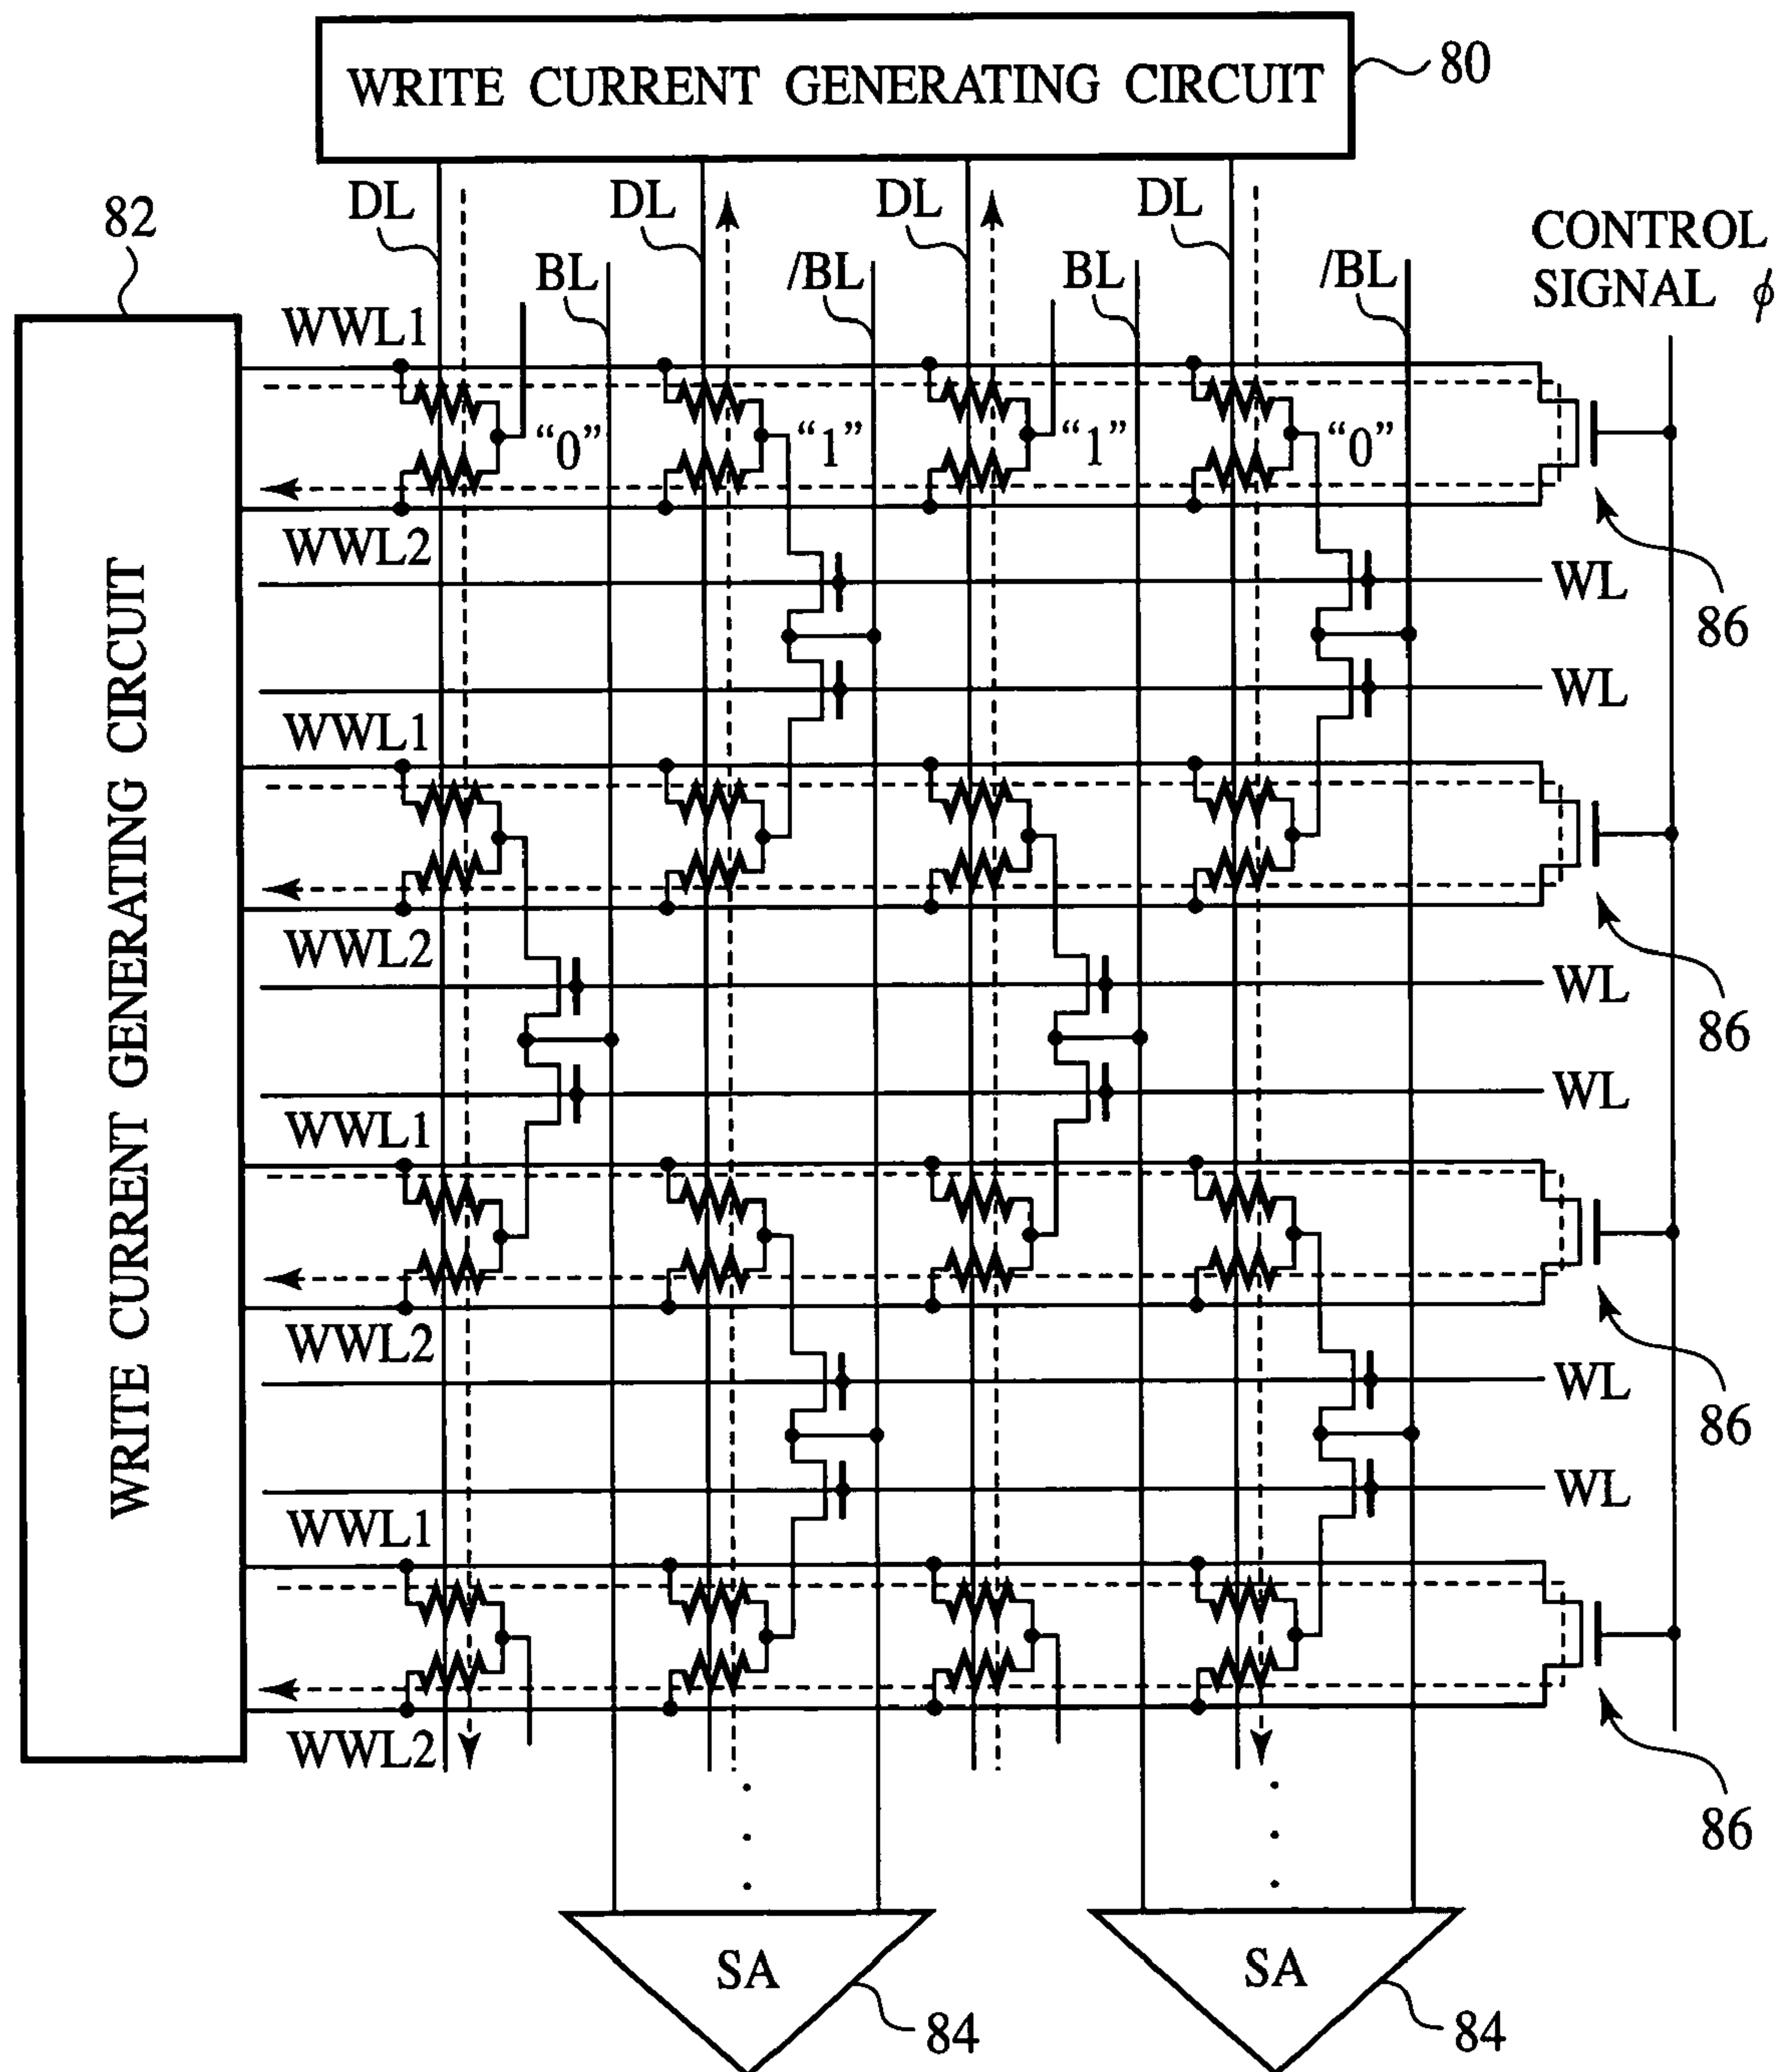 WRITE CURRENT GENERATING CIRCUIT
80
82
DL
DL
DL
DL
BL
/BL
BL
/BL
CONTROL
SIGNAL ϕ
WRITE CURRENT GENERATING CIRCUIT
WWL1
“0”
“1”
“1”
“0”
WWL2
WL
86
WL
WWL1
WWL2
WL
86
WL
WWL1
WWL2
WL
86
WL
WWL1
WWL2
86
SA
SA
84
84